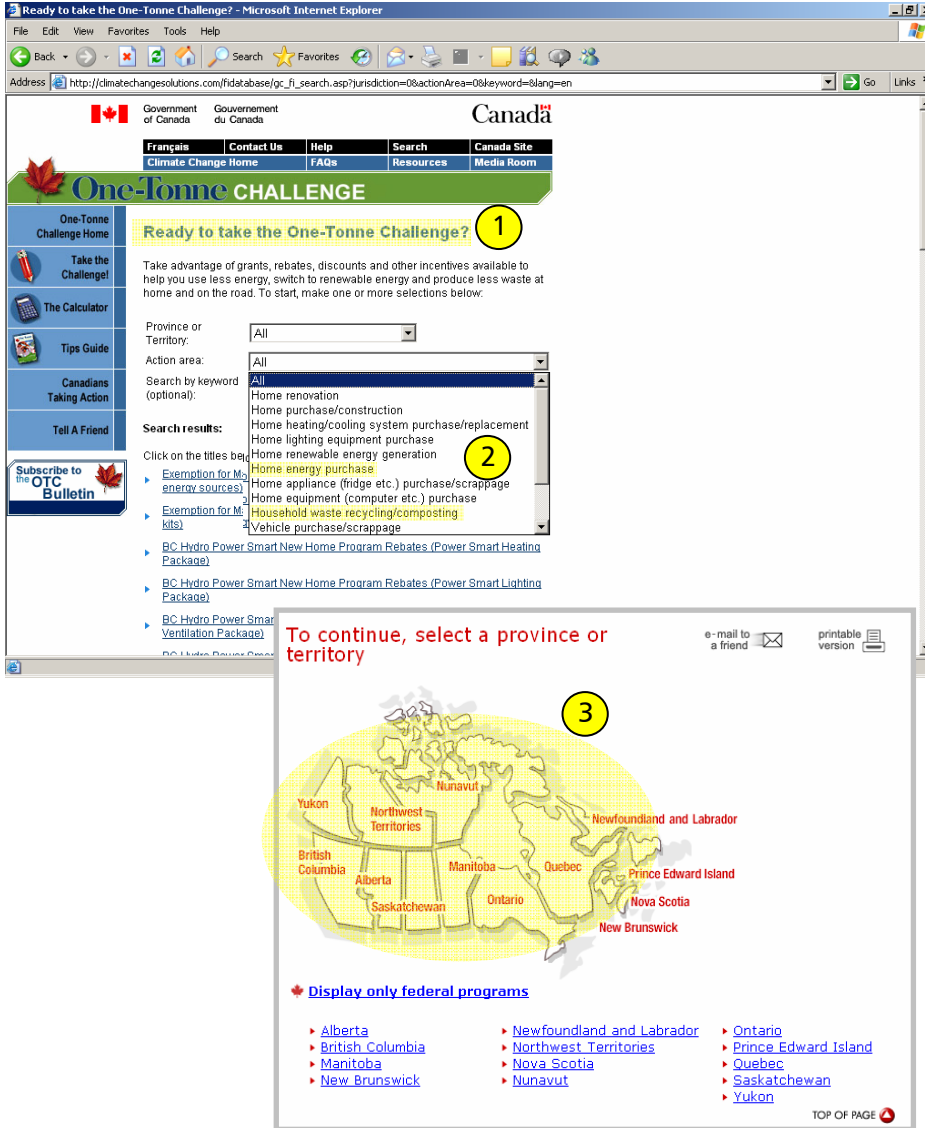 Ready to take the One-Tonne Challenge? - Microsoft Internet Explorer
File Edit View Favorites Tools Help
Back Search Favorites
Address http://climatechangesolutions.com/fidatabase/gc_fi_search.asp?jurisdiction=0&actionArea=0&keyword=&lang=en Go Links
Government of Canada
Gouvernement du Canada
Canada
Français Contact Us Help Search Canada Site
Climate Change Home FAQs Resources Media Room
One-Tonne CHALLENGE
One-Tonne
Challenge Home
Take the
Challenge!
The Calculator
Tips Guide
Canadians
Taking Action
Tell A Friend
Subscribe to
the OTC
Bulletin
Ready to take the One-Tonne Challenge?
1
Take advantage of grants, rebates, discounts and other incentives available to
help you use less energy, switch to renewable energy and produce less waste at
home and on the road. To start, make one or more selections below:
Province or
Territory:
All
Action area:
All
Search by keyword
(optional):
All
Home renovation
Home purchase/construction
Home heating/cooling system purchase/replacement
Home lighting equipment purchase
Home renewable energy generation
Home energy purchase
Home appliance (fridge etc.) purchase/scrappage
Home equipment (computer etc.) purchase
Household waste recycling/composting
Vehicle purchase/scrappage
2
Search results:
Click on the titles
Exemption for
energy sources)
Exemption for
kits)
BC Hydro Power Smart New Home Program Rebates (Power Smart Heating
Package)
BC Hydro Power Smart New Home Program Rebates (Power Smart Lighting
Package)
BC Hydro Power Smar
Ventilation Package)
To continue, select a province or
territory
e-mail to
a friend
printable
version
3
Yukon
Northwest
Territories
Nunavut
British
Columbia
Alberta
Saskatchewan
Manitoba
Ontario
Quebec
Newfoundland and Labrador
Prince Edward Island
Nova Scotia
New Brunswick
Display only federal programs
Alberta
British Columbia
Manitoba
New Brunswick
Newfoundland and Labrador
Northwest Territories
Nova Scotia
Nunavut
Ontario
Prince Edward Island
Quebec
Saskatchewan
Yukon
TOP OF PAGE